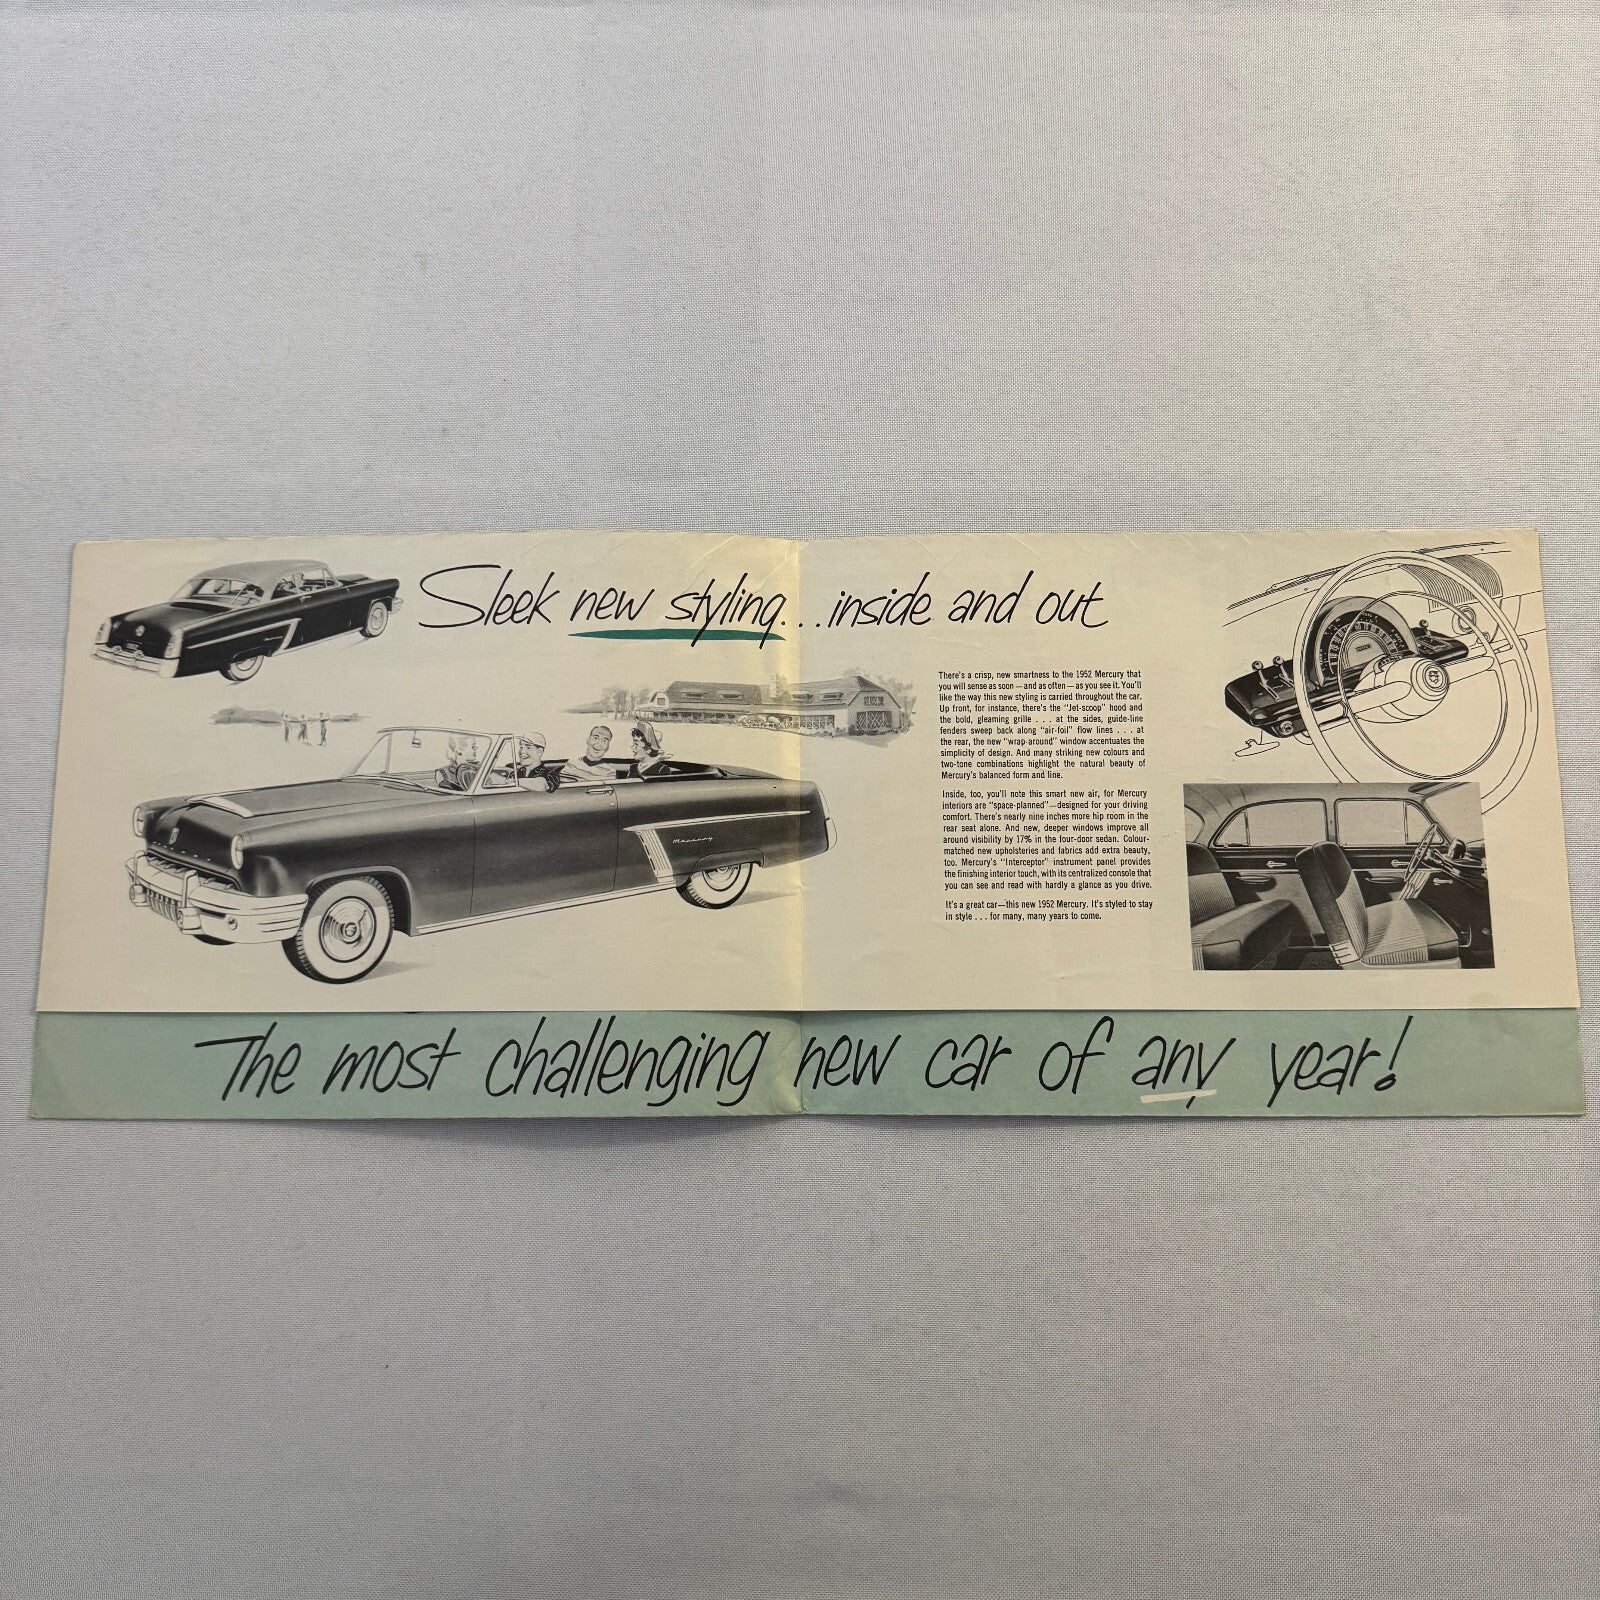 Sleek new styling...inside and out
There's a crisp, new smartness to the 1952 Mercury that
you will sense as soon — and as often — as you see it. You'll
like the way this new styling is carried throughout the car.
Up front, for instance, there's the "Jet-scoop" hood and
the bold, gleaming grille . . . at the sides, guide-line
fenders sweep back along "air-foil" flow lines . . . at
the rear, the new "wrap-around" window accentuates the
simplicity of design. And many striking new colours and
two-tone combinations highlight the natural beauty of
Mercury's balanced form and line.
Inside, too, you'll note this smart new air, for Mercury
interiors are "space-planned"—designed for your driving
comfort. There's nearly nine inches more hip room in the
rear seat alone. And new, deeper windows improve all
around visibility by 17% in the four-door sedan. Colour-
matched new upholsteries and fabrics add extra beauty,
too. Mercury's "Interceptor" instrument panel provides
the finishing interior touch, with its centralized console that
you can see and read with hardly a glance as you drive.
It's a great car—this new 1952 Mercury. It's styled to stay
in style . . . for many, many years to come.
Mercury
The most challenging new car of any year!